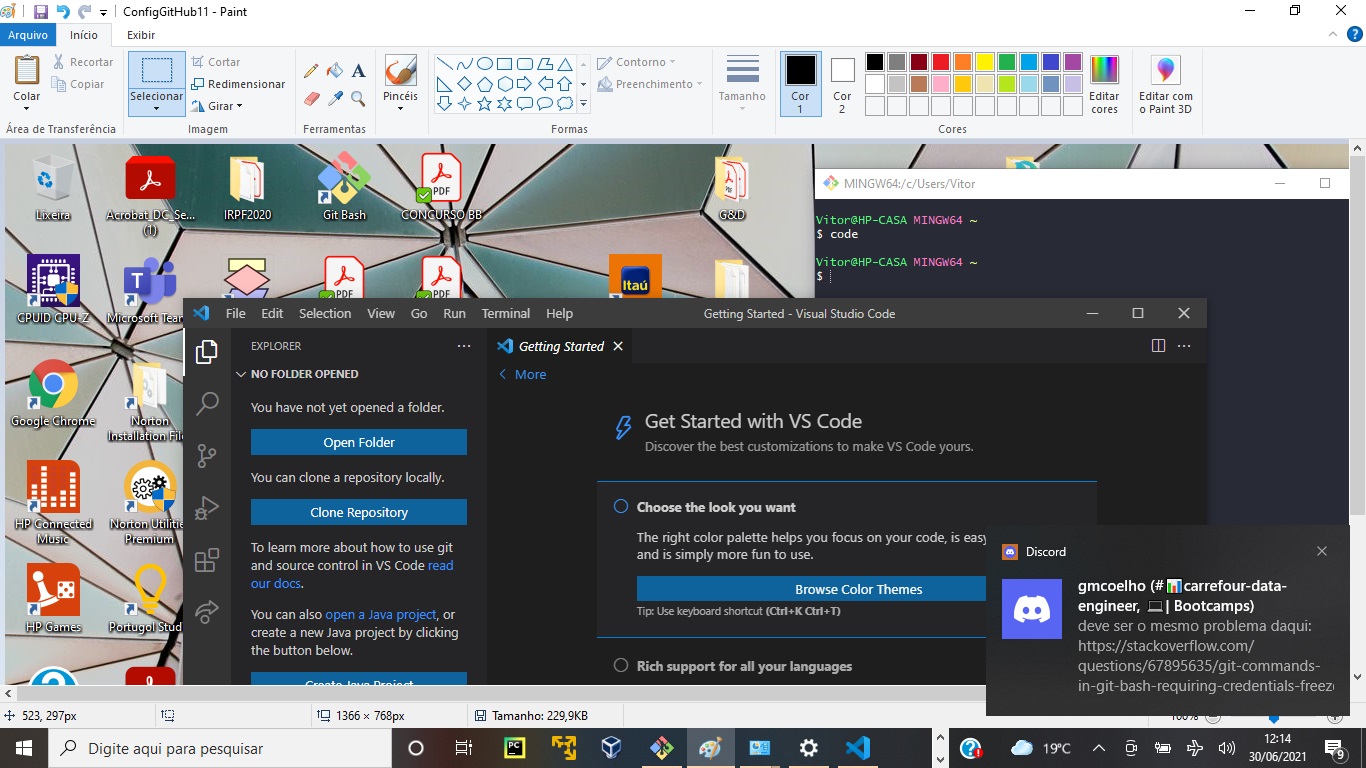 ConfigGitHub11 - Paint
Arquivo
Início
Exibir
Colar
Recortar
Copiar
Área de Transferência
Selecionar
Cortar
Redimensionar
Girar
Imagem
A
Ferramentas
Pincéis
Contorno
Preenchimento
Formas
Tamanho
Cor
1
Cor
2
Editar
cores
Editar com
o Paint 3D
Cores
Lixeira
Acrobat_DC_Se...
(1)
IRPF2020
Git Bash
PDF
CONCURSO BB
G&D
CPUID CPU-Z
Microsoft Tea
PDF
PDF
Itaú
Google Chrome
Norton
Installation File
HP Connected
Music
Norton Utilitie
Premium
HP Games
Portugol Stud
MINGW64:/c/Users/Vitor
Vitor@HP-CASA MINGW64 ~
$ code
Vitor@HP-CASA MINGW64 ~
$
File Edit Selection View Go Run Terminal Help
Getting Started - Visual Studio Code
EXPLORER
Getting Started
NO FOLDER OPENED
More
You have not yet opened a folder.
Open Folder
You can clone a repository locally.
Clone Repository
To learn more about how to use git
and source control in VS Code read
our docs.
You can also open a Java project, or
create a new Java project by clicking
the button below.
Create Java Project
Get Started with VS Code
Discover the best customizations to make VS Code yours.
Choose the look you want
The right color palette helps you focus on your code, is easy
and is simply more fun to use.
Browse Color Themes
Tip: Use keyboard shortcut (Ctrl+K Ctrl+T)
Rich support for all your languages
Discord
gmcoelho (#📊carrefour-data-
engineer, 💻| Bootcamps)
deve ser o mesmo problema daqui:
https://stackoverflow.com/
questions/67895635/git-commands-
in-git-bash-requiring-credentials-freeze
523, 297px
1366 × 768px
Tamanho: 229,9KB
100%
Digite aqui para pesquisar
PC
19°C
12:14
30/06/2021
9